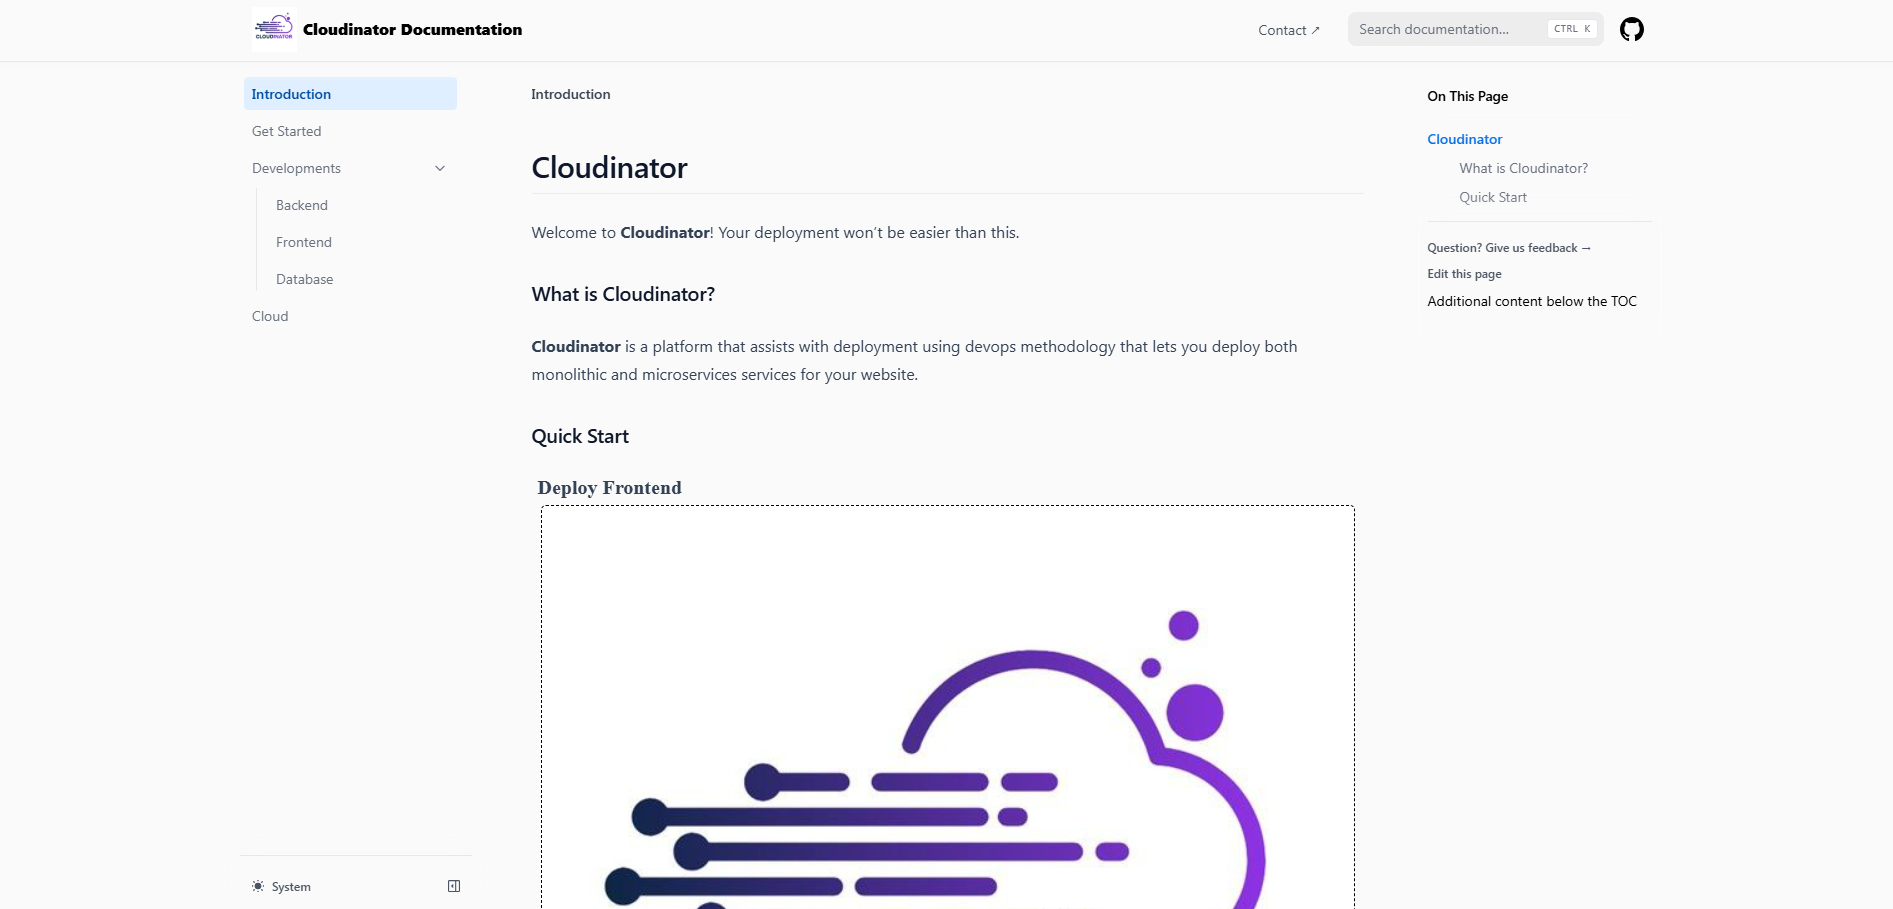 CLOUDINATOR
Cloudinator Documentation
Contact ↗
Search documentation...
CTRL K
Introduction
Get Started
Developments
Backend
Frontend
Database
Cloud
System
Introduction
Cloudinator
Welcome to Cloudinator! Your deployment won’t be easier than this.
What is Cloudinator?
Cloudinator is a platform that assists with deployment using devops methodology that lets you deploy both
monolithic and microservices services for your website.
Quick Start
Deploy Frontend
On This Page
Cloudinator
What is Cloudinator?
Quick Start
Question? Give us feedback →
Edit this page
Additional content below the TOC